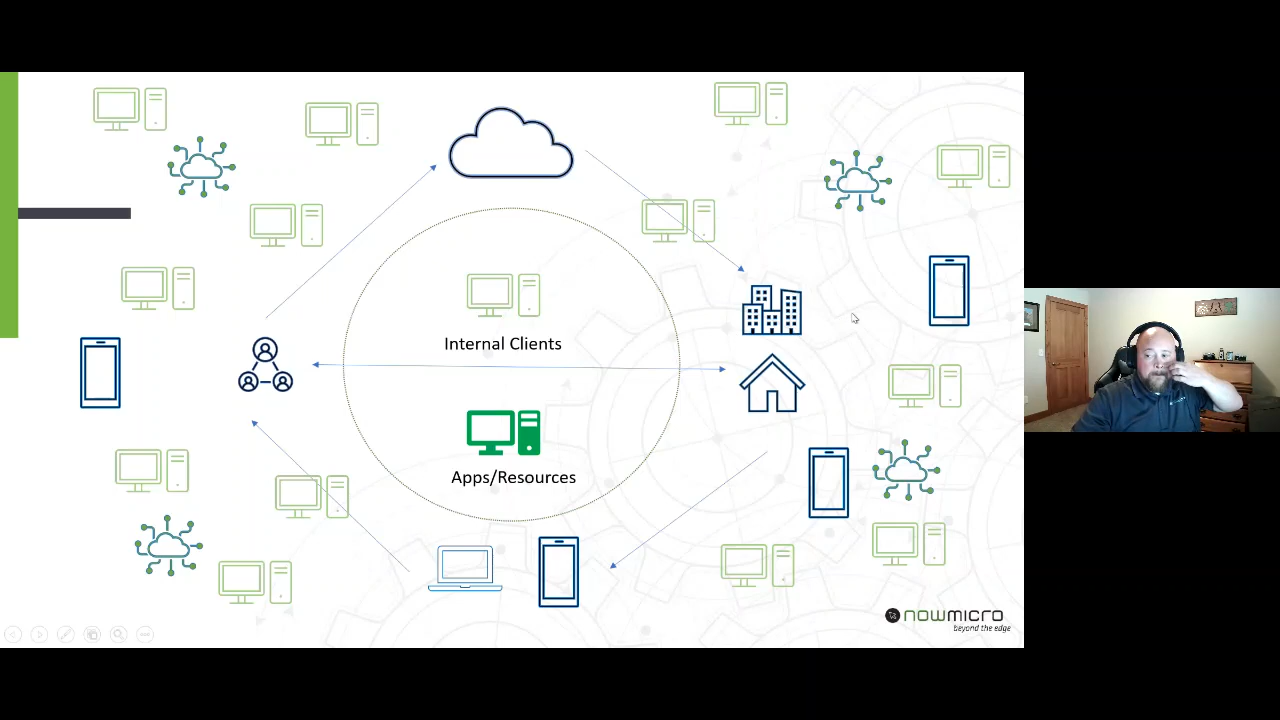 Internal Clients
Apps/Resources
nowmicro
beyond the edge